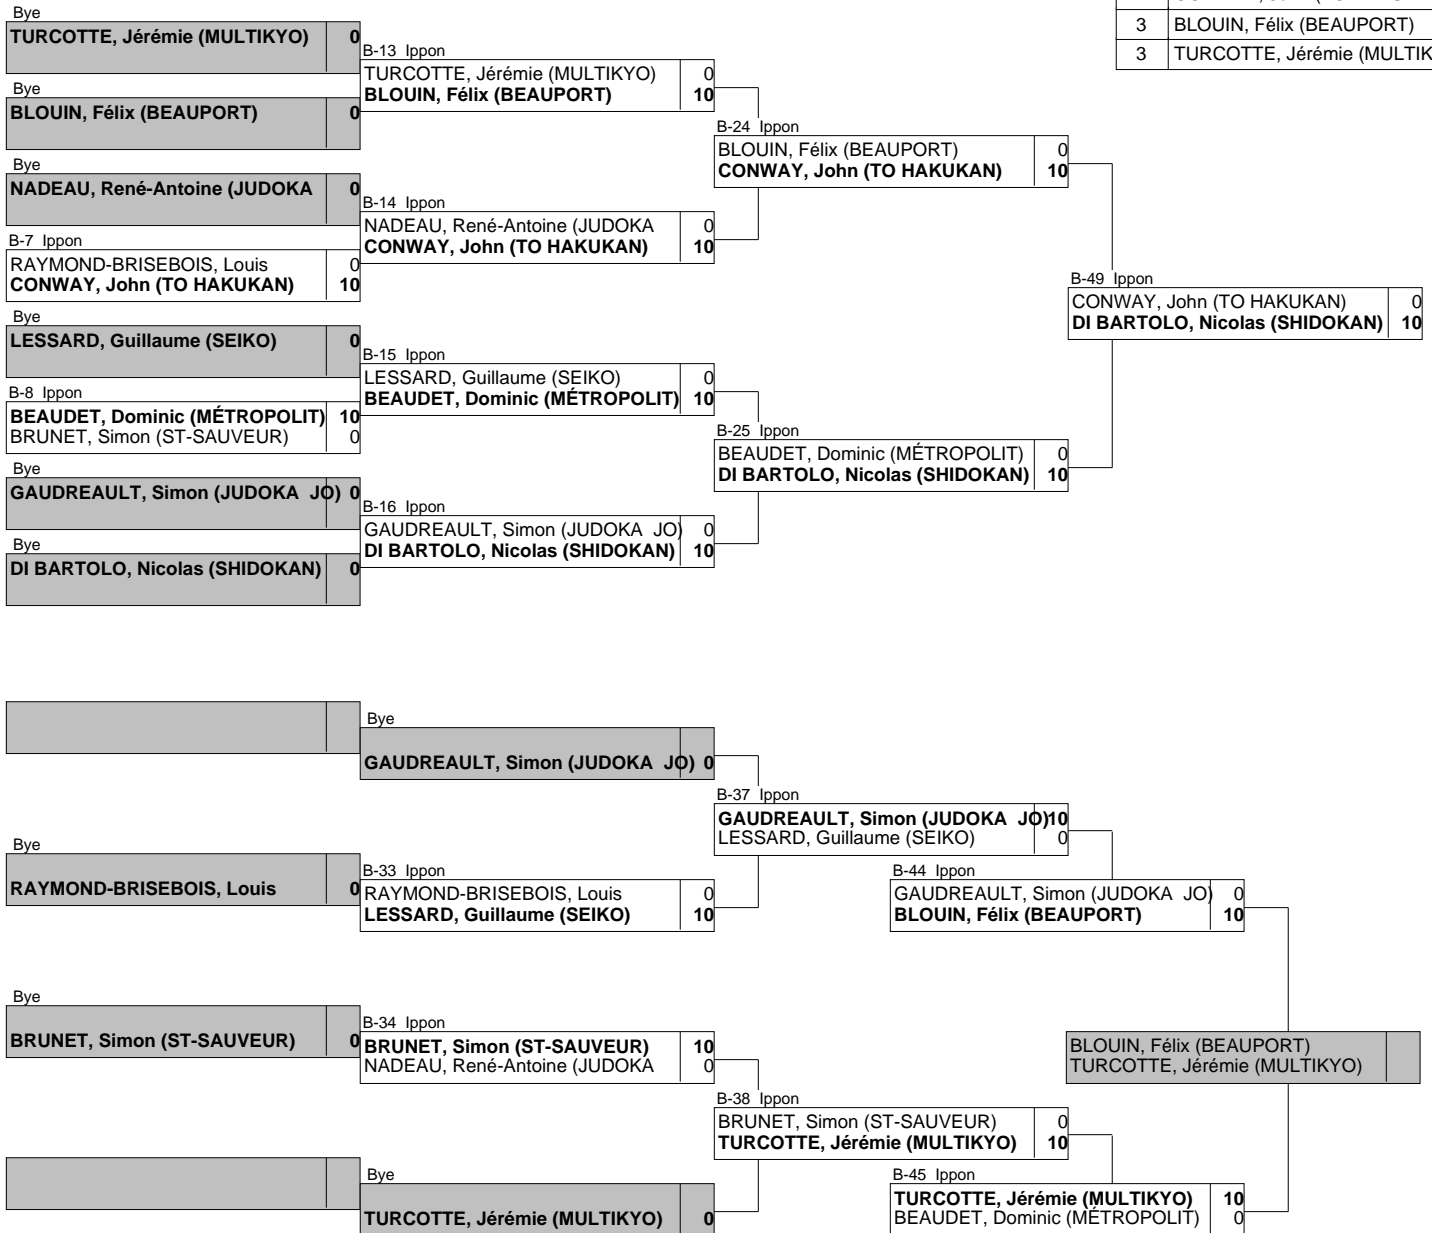 Bye
TURCOTTE, Jérémie (MULTIKYO) 0
Bye
BLOUIN, Félix (BEAUPORT) 0
Bye
NADEAU, René-Antoine (JUDOKA 0
B-7 Ippon
RAYMOND-BRISEBOIS, Louis 0
CONWAY, John (TO HAKUKAN) 10
Bye
LESSARD, Guillaume (SEIKO) 0
B-8 Ippon
BEAUDET, Dominic (MÉTROPOLIT) 10
BRUNET, Simon (ST-SAUVEUR) 0
Bye
GAUDREAULT, Simon (JUDOKA JO) 0
Bye
DI BARTOLO, Nicolas (SHIDOKAN) 0
B-13 Ippon
TURCOTTE, Jérémie (MULTIKYO) 0
BLOUIN, Félix (BEAUPORT) 10
B-14 Ippon
NADEAU, René-Antoine (JUDOKA 0
CONWAY, John (TO HAKUKAN) 10
B-15 Ippon
LESSARD, Guillaume (SEIKO) 0
BEAUDET, Dominic (MÉTROPOLIT) 10
B-16 Ippon
GAUDREAULT, Simon (JUDOKA JO) 0
DI BARTOLO, Nicolas (SHIDOKAN) 10
B-24 Ippon
BLOUIN, Félix (BEAUPORT) 0
CONWAY, John (TO HAKUKAN) 10
B-25 Ippon
BEAUDET, Dominic (MÉTROPOLIT) 0
DI BARTOLO, Nicolas (SHIDOKAN) 10
B-49 Ippon
CONWAY, John (TO HAKUKAN) 0
DI BARTOLO, Nicolas (SHIDOKAN) 10
3 BLOUIN, Félix (BEAUPORT)
3 TURCOTTE, Jérémie (MULTIK
Bye
RAYMOND-BRISEBOIS, Louis 0
Bye
BRUNET, Simon (ST-SAUVEUR) 0
Bye
GAUDREAULT, Simon (JUDOKA JO) 0
B-33 Ippon
RAYMOND-BRISEBOIS, Louis 0
LESSARD, Guillaume (SEIKO) 10
B-34 Ippon
BRUNET, Simon (ST-SAUVEUR) 10
NADEAU, René-Antoine (JUDOKA 0
Bye
TURCOTTE, Jérémie (MULTIKYO) 0
B-37 Ippon
GAUDREAULT, Simon (JUDOKA JO) 10
LESSARD, Guillaume (SEIKO) 0
B-38 Ippon
BRUNET, Simon (ST-SAUVEUR) 0
TURCOTTE, Jérémie (MULTIKYO) 10
B-44 Ippon
GAUDREAULT, Simon (JUDOKA JO) 0
BLOUIN, Félix (BEAUPORT) 10
B-45 Ippon
TURCOTTE, Jérémie (MULTIKYO) 10
BEAUDET, Dominic (MÉTROPOLIT) 0
BLOUIN, Félix (BEAUPORT)
TURCOTTE, Jérémie (MULTIKYO)